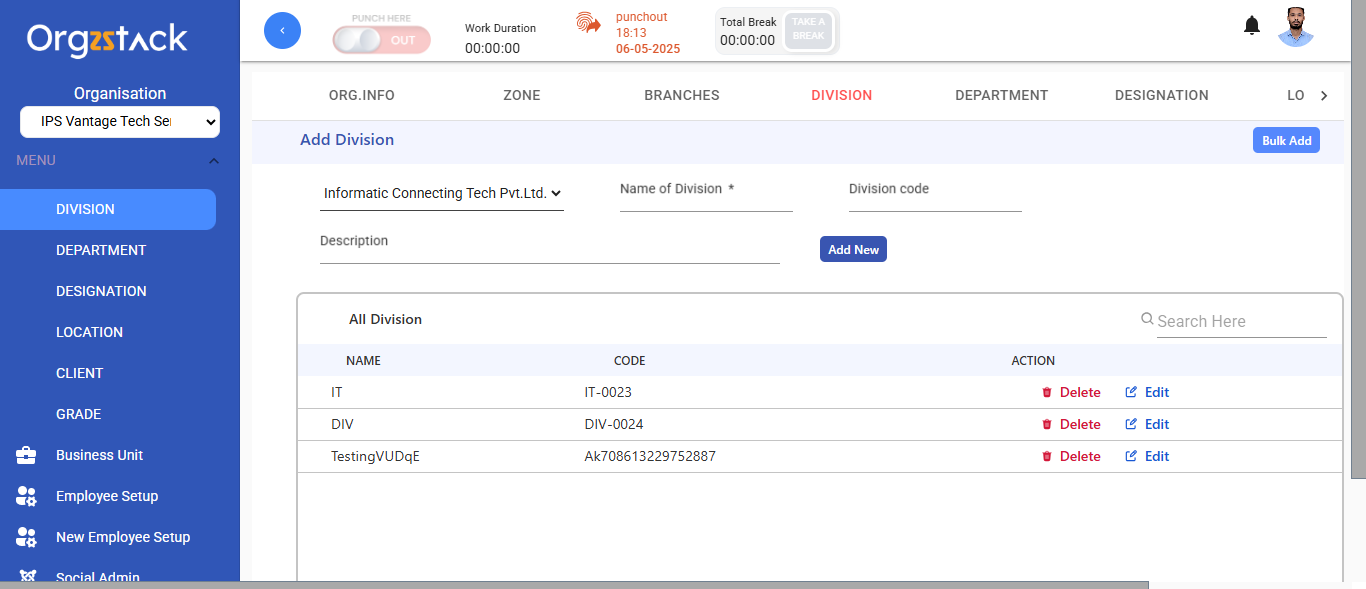 Orgzstack
Organisation
IPS Vantage Tech Ser
MENU
DIVISION
DEPARTMENT
DESIGNATION
LOCATION
CLIENT
GRADE
Business Unit
Employee Setup
New Employee Setup
Social Admin
PUNCH HERE
OUT
Work Duration
00:00:00
punchout
18:13
06-05-2025
Total Break
00:00:00
TAKE A
BREAK
ORG.INFO ZONE BRANCHES DIVISION DEPARTMENT DESIGNATION LO
Add Division
Bulk Add
Informatic Connecting Tech Pvt.Ltd.
Name of Division *
Division code
Description
Add New
All Division
Search Here
NAME CODE ACTION
IT IT-0023 Delete Edit
DIV DIV-0024 Delete Edit
TestingVUDqE Ak708613229752887 Delete Edit